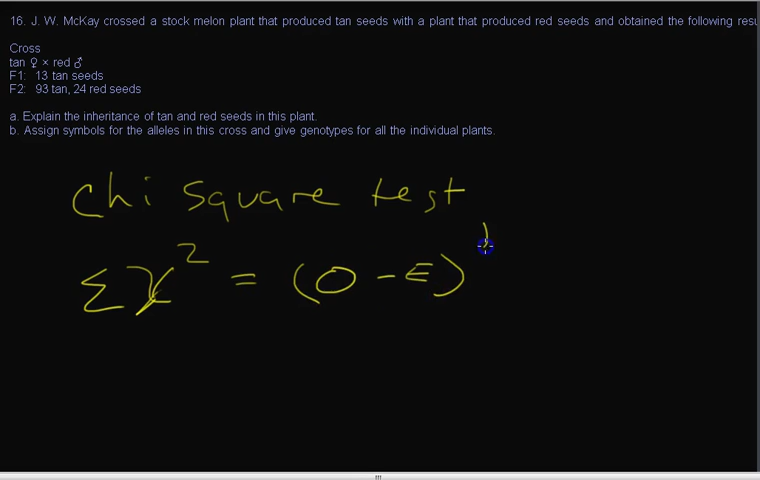 16. J. W. McKay crossed a stock melon plant that produced tan seeds with a plant that produced red seeds and obtained the following
Cross
tan ♀ × red ♂
F1: 13 tan seeds
F2: 93 tan, 24 red seeds
a. Explain the inheritance of tan and red seeds in this plant.
b. Assign symbols for the alleles in this cross and give genotypes for all the individual plants.
Chi square test
Σχ² = (O - E)